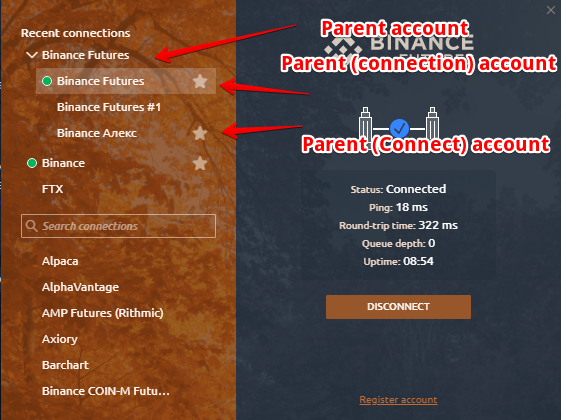 Recent connections
Binance Futures
Binance Futures
Binance Futures #1
Binance Алекс
Binance
FTX
Search connections
Alpaca
AlphaVantage
AMP Futures (Rithmic)
Axiory
Barchart
Binance COIN-M Futu...
Parent account
BINANCE
FUTURES
Parent (connection) account
Parent (Connect) account
Status: Connected
Ping: 18 ms
Round-trip time: 322 ms
Queue depth: 0
Uptime: 08:54
DISCONNECT
Register account